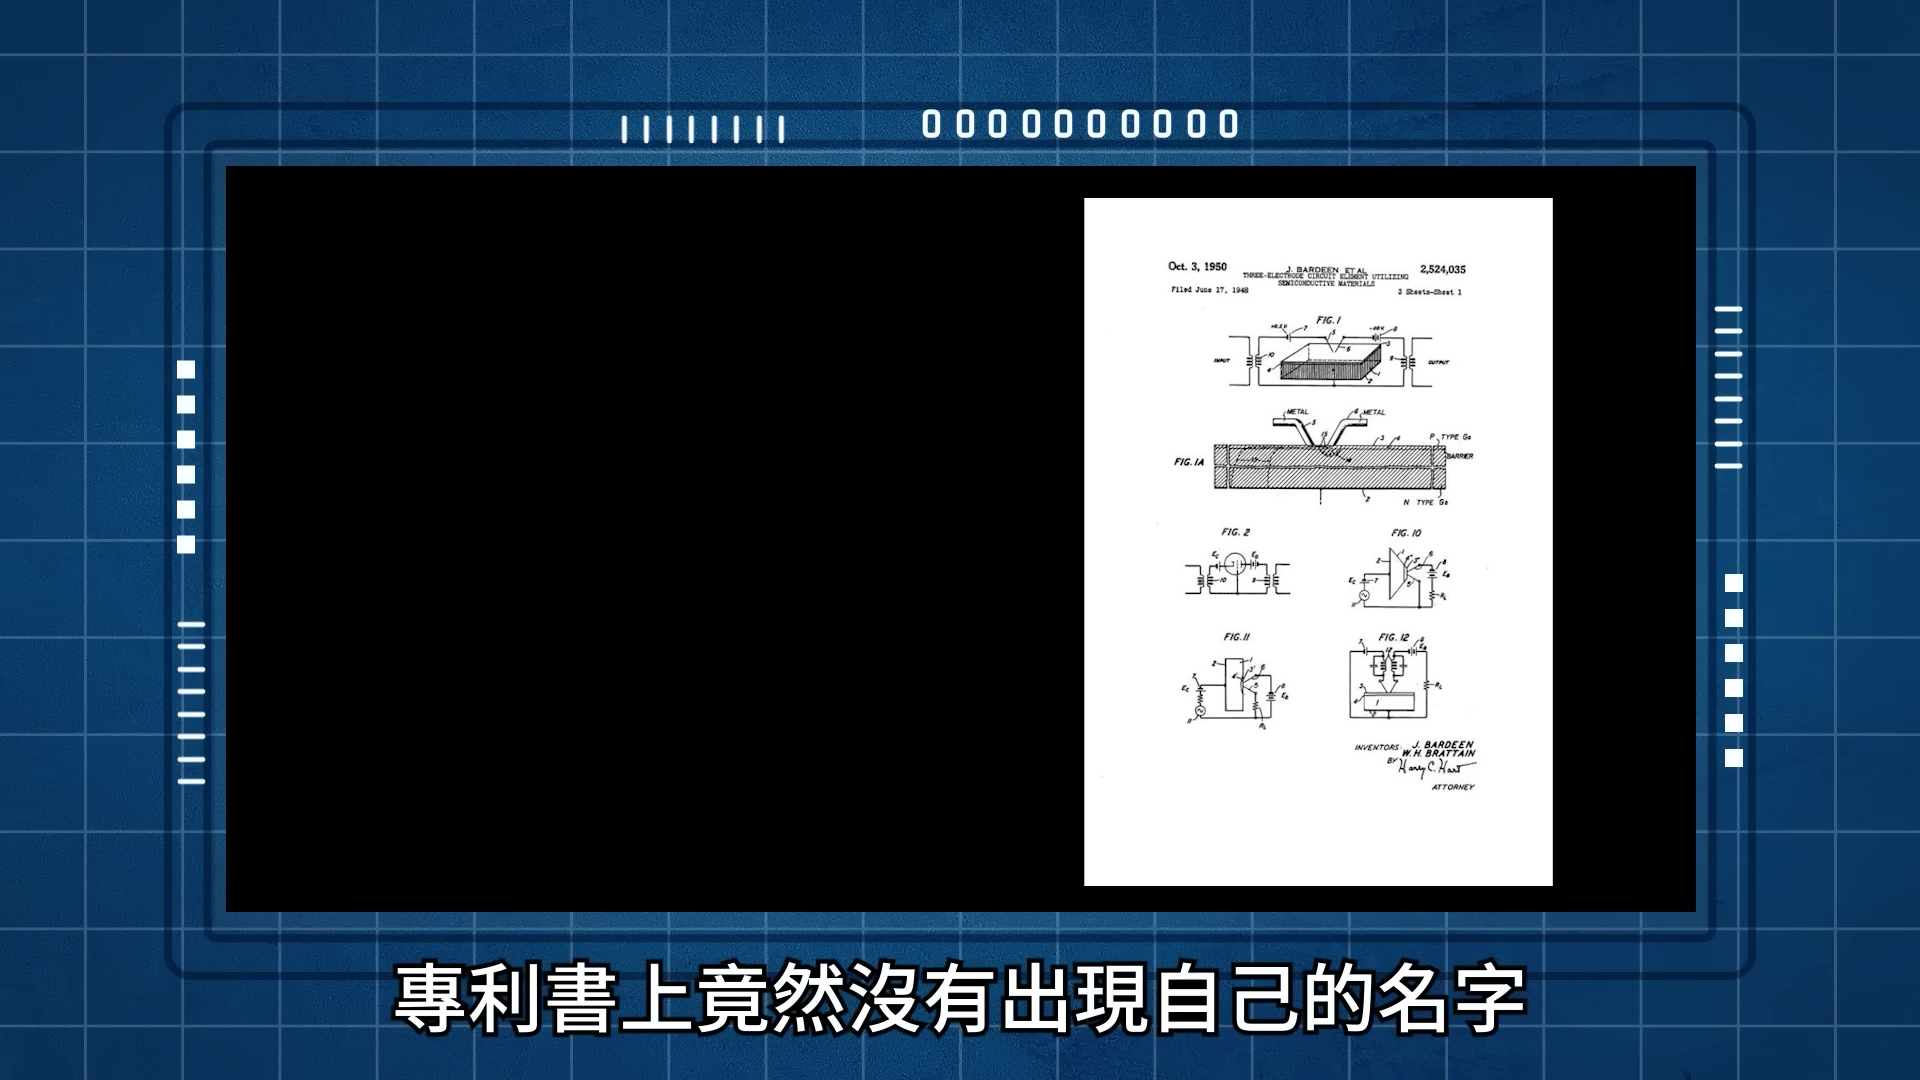 0000000000
Oct. 3, 1950
J. BARDEEN ET AL
2,524,035
THREE-ELECTRODE CIRCUIT ELEMENT UTILIZING
SEMICONDUCTIVE MATERIALS
Filed June 17, 1948
3 Sheets-Sheet 1
FIG. 1
INPUT
OUTPUT
METAL
METAL
P TYPE Ge
BARRIER
FIG. 1A
N TYPE Ge
FIG. 2
FIG. 10
FIG. 11
FIG. 12
INVENTORS: J. BARDEEN
W. H. BRATTAIN
BY Harry C. Hart
ATTORNEY
專利書上竟然沒有出現自己的名字